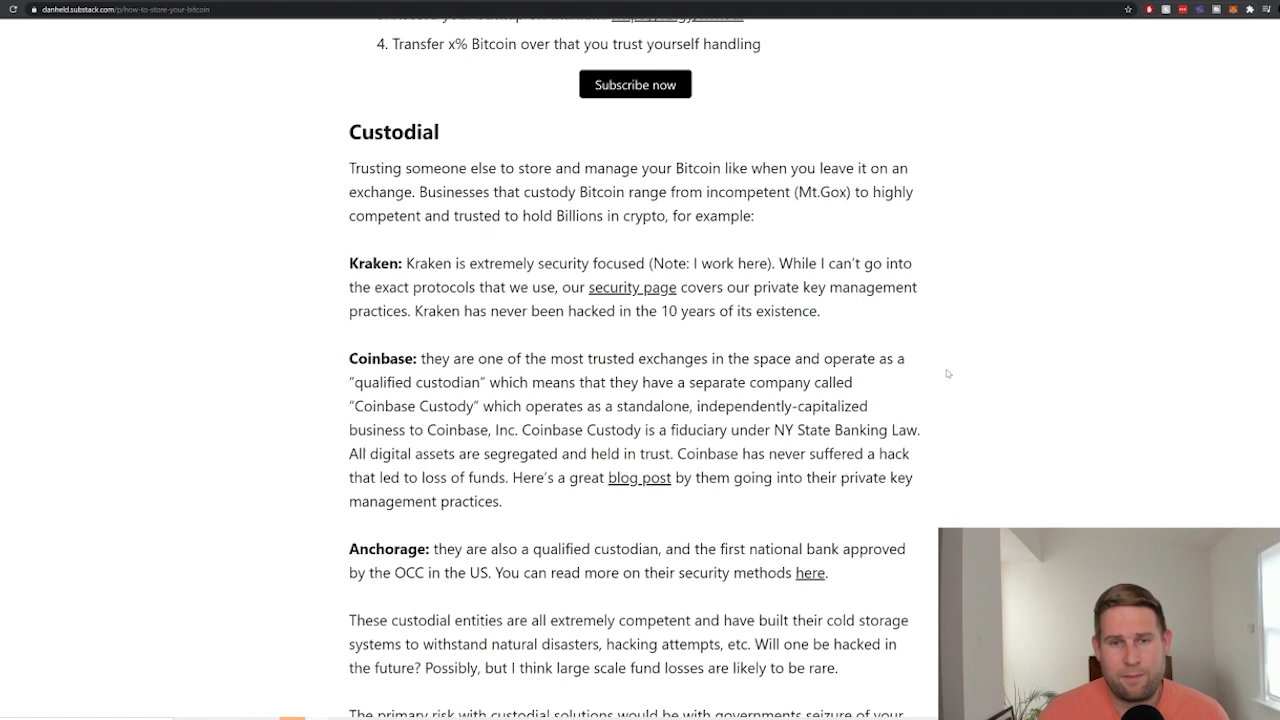 danheld.substack.com/p/how-to-store-your-bitcoin
4. Transfer x% Bitcoin over that you trust yourself handling
Subscribe now
Custodial
Trusting someone else to store and manage your Bitcoin like when you leave it on an
exchange. Businesses that custody Bitcoin range from incompetent (Mt.Gox) to highly
competent and trusted to hold Billions in crypto, for example:
Kraken: Kraken is extremely security focused (Note: I work here). While I can’t go into
the exact protocols that we use, our security page covers our private key management
practices. Kraken has never been hacked in the 10 years of its existence.
Coinbase: they are one of the most trusted exchanges in the space and operate as a
“qualified custodian” which means that they have a separate company called
“Coinbase Custody” which operates as a standalone, independently-capitalized
business to Coinbase, Inc. Coinbase Custody is a fiduciary under NY State Banking Law.
All digital assets are segregated and held in trust. Coinbase has never suffered a hack
that led to loss of funds. Here’s a great blog post by them going into their private key
management practices.
Anchorage: they are also a qualified custodian, and the first national bank approved
by the OCC in the US. You can read more on their security methods here.
These custodial entities are all extremely competent and have built their cold storage
systems to withstand natural disasters, hacking attempts, etc. Will one be hacked in
the future? Possibly, but I think large scale fund losses are likely to be rare.
The primary risk with custodial solutions would be with governments seizure of your